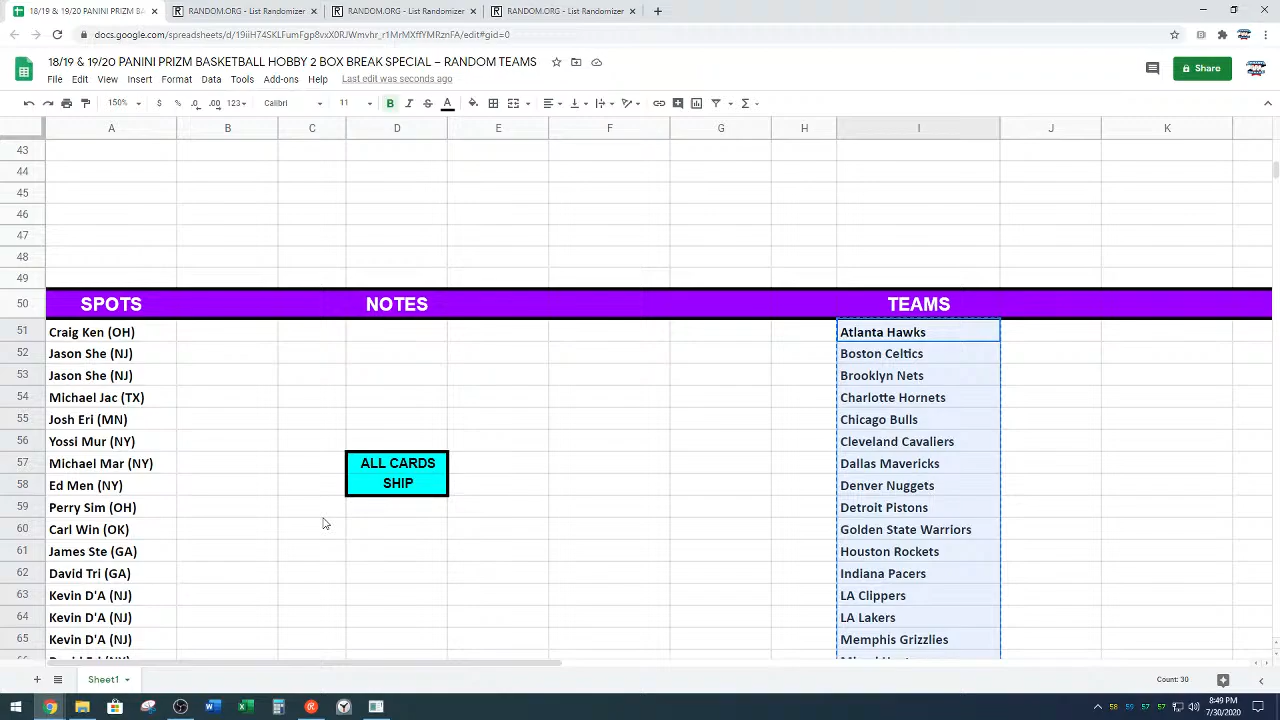 18/19 & 19/20 PANINI PRIZM BA
RANDOM.ORG - List Randomizer
RANDOM.ORG - List Randomizer
RANDOM.ORG - List Randomizer
18/19 & 19/20 PANINI PRIZM BASKETBALL HOBBY 2 BOX BREAK SPECIAL – RANDOM TEAMS
File Edit View Insert Format Data Tools Add-ons Help Last edit was seconds ago
Share
150% $ % .0 .00 123 Calibri 11 B I S A
A B C D E F G H I J K
43
44
45
46
47
48
49
50 SPOTS NOTES TEAMS
51 Craig Ken (OH) Atlanta Hawks
52 Jason She (NJ) Boston Celtics
53 Jason She (NJ) Brooklyn Nets
54 Michael Jac (TX) Charlotte Hornets
55 Josh Eri (MN) Chicago Bulls
56 Yossi Mur (NY) Cleveland Cavaliers
57 Michael Mar (NY) ALL CARDS Dallas Mavericks
58 Ed Men (NY) SHIP Denver Nuggets
59 Perry Sim (OH) Detroit Pistons
60 Carl Win (OK) Golden State Warriors
61 James Ste (GA) Houston Rockets
62 David Tri (GA) Indiana Pacers
63 Kevin D'A (NJ) LA Clippers
64 Kevin D'A (NJ) LA Lakers
65 Kevin D'A (NJ) Memphis Grizzlies
Sheet1
Count: 30
58 59 57 57
8:49 PM
7/30/2020